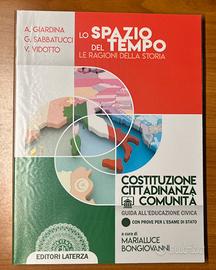 A. GIARDINA
G. SABBATUCCI
V. VIDOTTO
LO SPAZIO
DEL TEMPO
LE RAGIONI DELLA STORIA
COSTITUZIONE
CITTADINANZA
COMUNITÀ
GUIDA ALL'EDUCAZIONE CIVICA
CON PROVE PER L'ESAME DI STATO
a cura di
MARIALUCE
BONGIOVANNI
EDITORI LATERZA